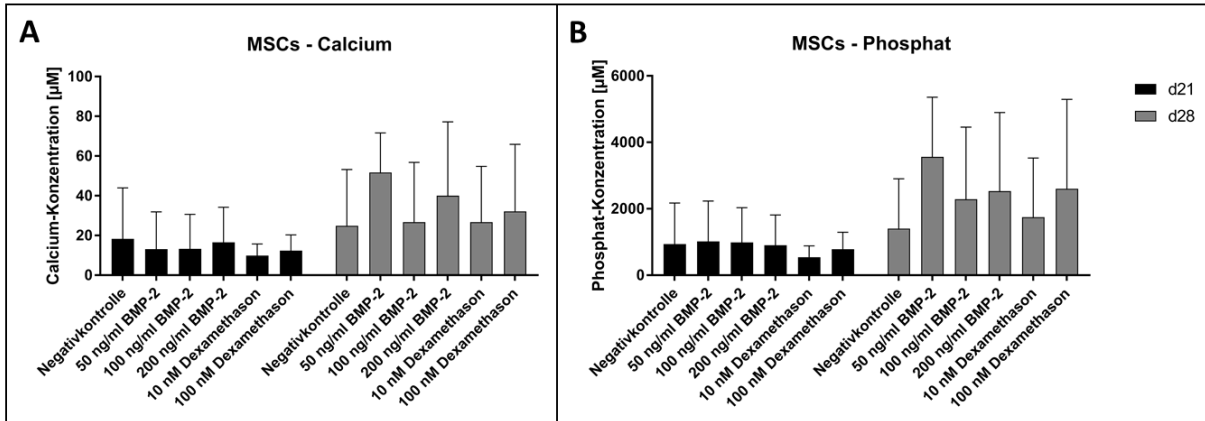 A
MSCs - Calcium
Calcium-Konzentration [µM]
100
80
60
40
20
0
Negativkontrolle
50 ng/ml BMP-2
100 ng/ml BMP-2
200 ng/ml BMP-2
10 nM Dexamethason
100 nM Dexamethason
Negativkontrolle
50 ng/ml BMP-2
100 ng/ml BMP-2
200 ng/ml BMP-2
10 nM Dexamethason
100 nM Dexamethason
B
MSCs - Phosphat
Phosphat-Konzentration [µM]
6000
4000
2000
0
Negativkontrolle
50 ng/ml BMP-2
100 ng/ml BMP-2
200 ng/ml BMP-2
10 nM Dexamethason
100 nM Dexamethason
Negativkontrolle
50 ng/ml BMP-2
100 ng/ml BMP-2
200 ng/ml BMP-2
10 nM Dexamethason
100 nM Dexamethason
d21
d28